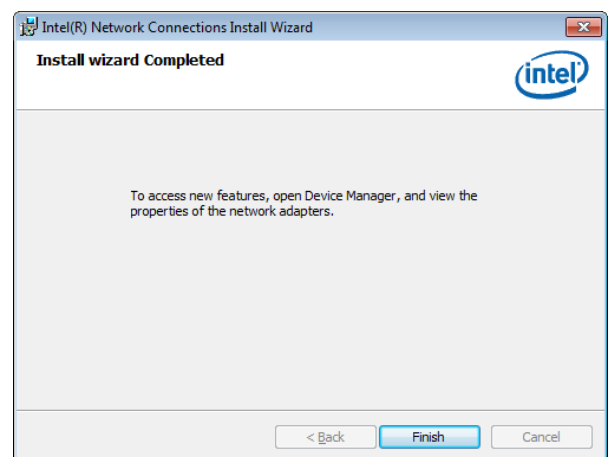 Intel(R) Network Connections Install Wizard
Install wizard Completed
intel
To access new features, open Device Manager, and view the
properties of the network adapters.
< Back
Finish
Cancel